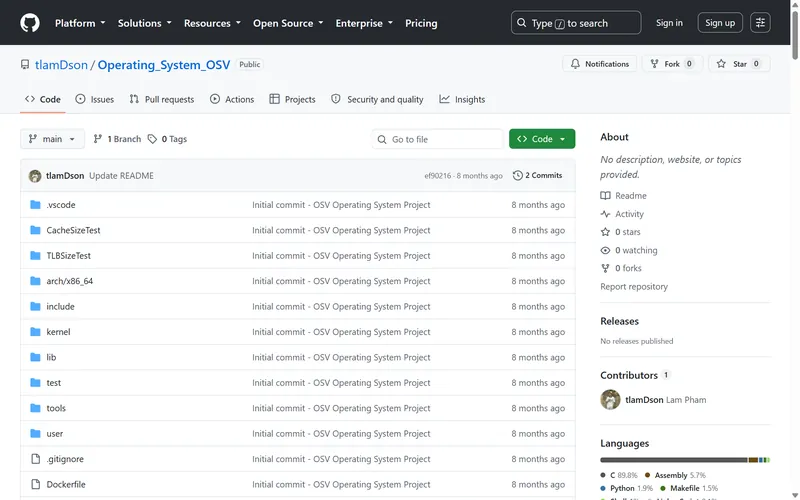 Platform Solutions Resources Open Source Enterprise Pricing Type / to search Sign in Sign up
tlamDson / Operating_System_OSV Public Notifications Fork 0 Star 0
Code Issues Pull requests Actions Projects Security and quality Insights
main 1 Branch 0 Tags Go to file Code
tlamDson Update README ef90216 · 8 months ago 2 Commits
.vscode Initial commit - OSV Operating System Project 8 months ago
CacheSizeTest Initial commit - OSV Operating System Project 8 months ago
TLBSizeTest Initial commit - OSV Operating System Project 8 months ago
arch/x86_64 Initial commit - OSV Operating System Project 8 months ago
include Initial commit - OSV Operating System Project 8 months ago
kernel Initial commit - OSV Operating System Project 8 months ago
lib Initial commit - OSV Operating System Project 8 months ago
test Initial commit - OSV Operating System Project 8 months ago
tools Initial commit - OSV Operating System Project 8 months ago
user Initial commit - OSV Operating System Project 8 months ago
.gitignore Initial commit - OSV Operating System Project 8 months ago
Dockerfile Initial commit - OSV Operating System Project 8 months ago
About
No description, website, or topics
provided.
Readme
Activity
0 stars
0 watching
0 forks
Report repository
Releases
No releases published
Contributors 1
tlamDson Lam Pham
Languages
C 89.8% Assembly 5.7%
Python 1.9% Makefile 1.5%